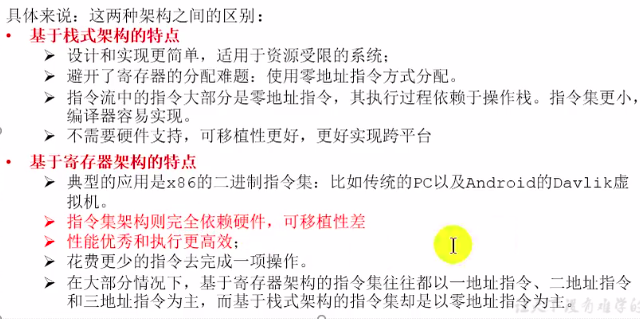 具体来说：这两种架构之间的区别：
• 基于栈式架构的特点
➢ 设计和实现更简单，适用于资源受限的系统；
➢ 避开了寄存器的分配难题：使用零地址指令方式分配。
➢ 指令流中的指令大部分是零地址指令，其执行过程依赖于操作栈。指令集更小，
编译器容易实现。
➢ 不需要硬件支持，可移植性更好，更好实现跨平台
• 基于寄存器架构的特点
➢ 典型的应用是x86的二进制指令集：比如传统的PC以及Android的Davlik虚
拟机。
➢ 指令集架构则完全依赖硬件，可移植性差
➢ 性能优秀和执行更高效；
➢ 花费更少的指令去完成一项操作。
➢ 在大部分情况下，基于寄存器架构的指令集往往都以一地址指令、二地址指令
和三地址指令为主，而基于栈式架构的指令集却是以零地址指令为主。